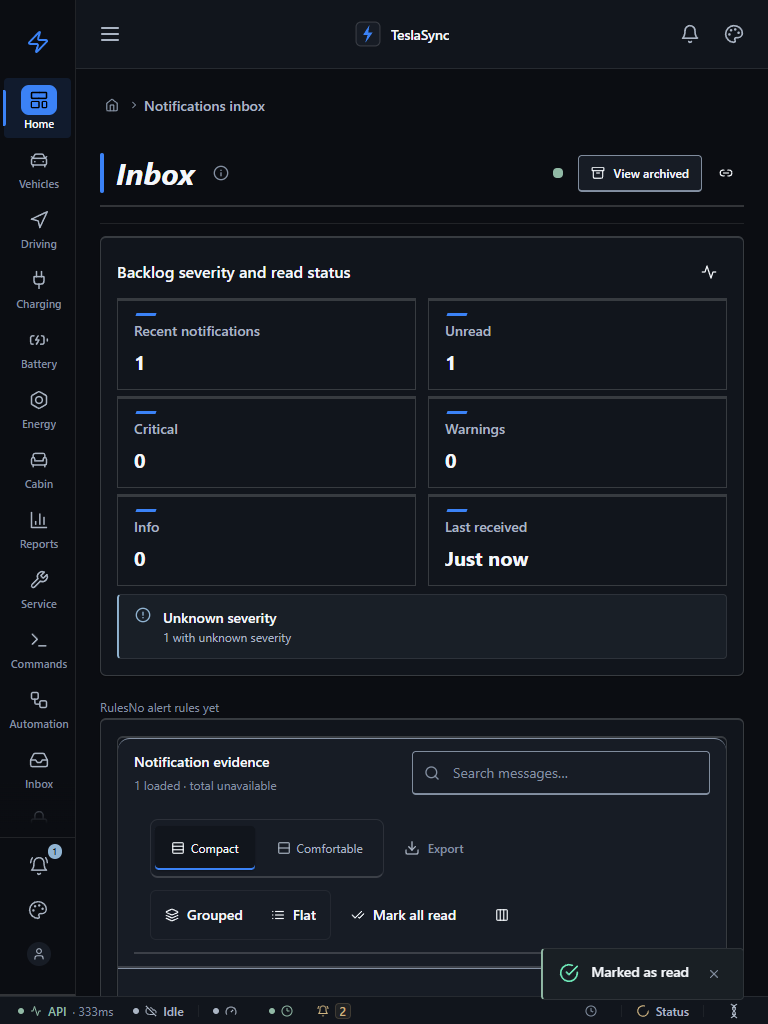 TeslaSync
Home
Vehicles
Driving
Charging
Battery
Energy
Cabin
Reports
Service
Commands
Automation
Inbox
1
Notifications inbox
Inbox
View archived
Backlog severity and read status
Recent notifications
1
Unread
1
Critical
0
Warnings
0
Info
0
Last received
Just now
Unknown severity
1 with unknown severity
RulesNo alert rules yet
Notification evidence
1 loaded · total unavailable
Search messages...
Compact
Comfortable
Export
Grouped
Flat
Mark all read
Marked as read
API · 333ms
Idle
2
Status